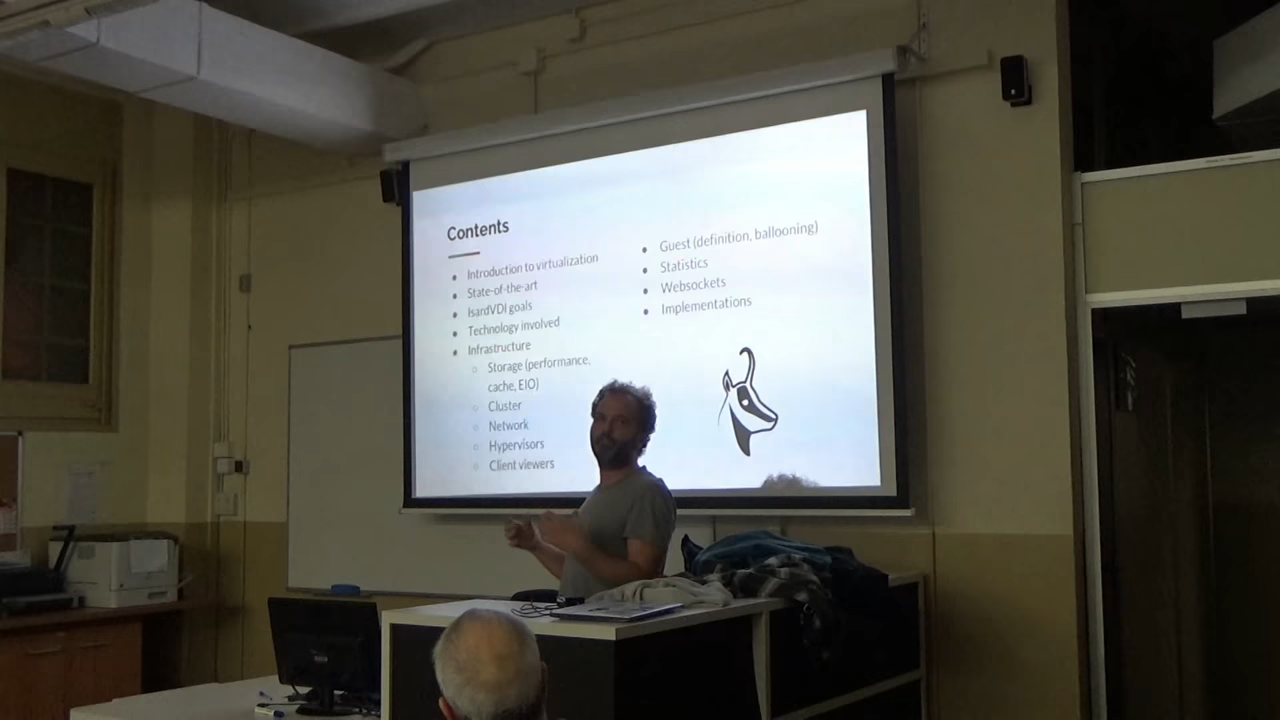 Contents
Introduction to virtualization
State-of-the-art
IsardVDI goals
Technology involved
Infrastructure
Storage (performance,
cache, EIO)
Cluster
Network
Hypervisors
Client viewers
Guest (definition, ballooning)
Statistics
Websockets
Implementations